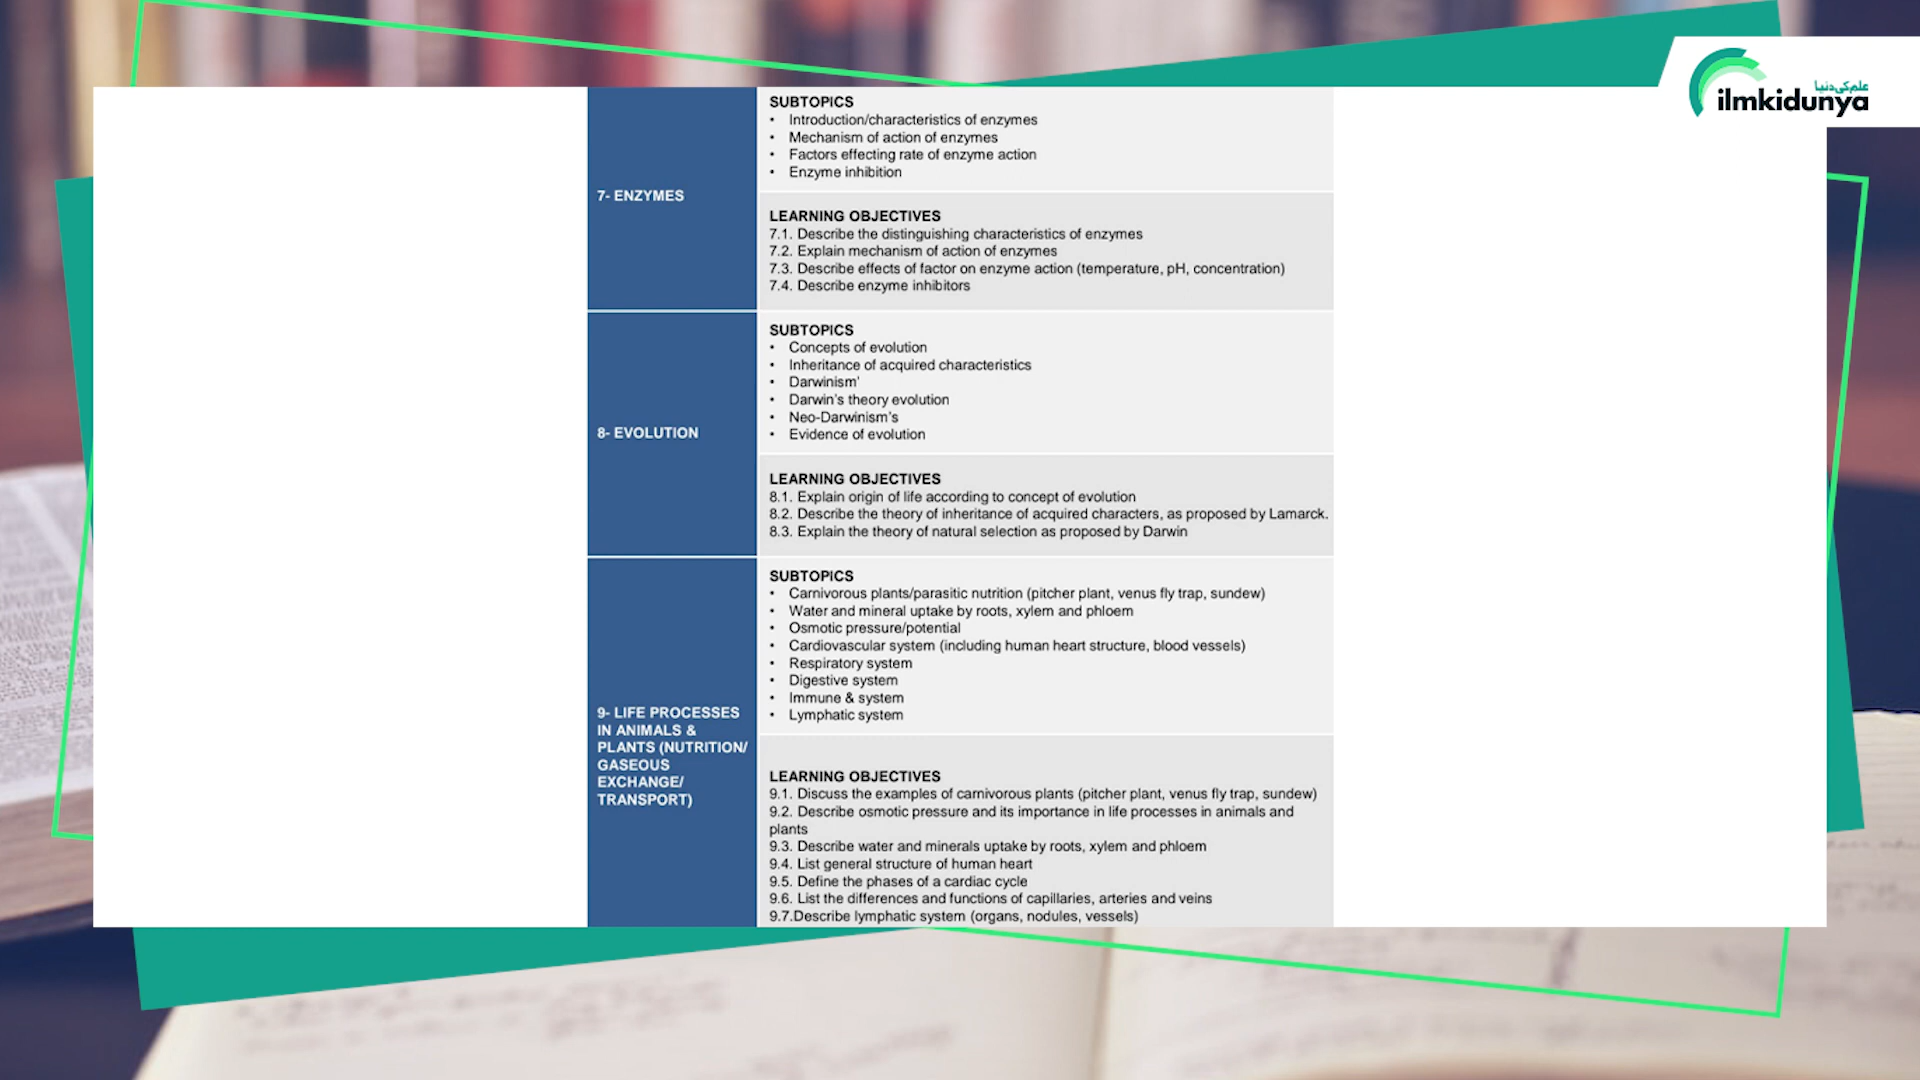 علم کی دنیا
ilmkidunya
7- ENZYMES
SUBTOPICS
• Introduction/characteristics of enzymes
• Mechanism of action of enzymes
• Factors effecting rate of enzyme action
• Enzyme inhibition
LEARNING OBJECTIVES
7.1. Describe the distinguishing characteristics of enzymes
7.2. Explain mechanism of action of enzymes
7.3. Describe effects of factor on enzyme action (temperature, pH, concentration)
7.4. Describe enzyme inhibitors
8- EVOLUTION
SUBTOPICS
• Concepts of evolution
• Inheritance of acquired characteristics
• Darwinism'
• Darwin's theory evolution
• Neo-Darwinism's
• Evidence of evolution
LEARNING OBJECTIVES
8.1. Explain origin of life according to concept of evolution
8.2. Describe the theory of inheritance of acquired characters, as proposed by Lamarck.
8.3. Explain the theory of natural selection as proposed by Darwin
9- LIFE PROCESSES
IN ANIMALS &
PLANTS (NUTRITION/
GASEOUS
EXCHANGE/
TRANSPORT)
SUBTOPICS
• Carnivorous plants/parasitic nutrition (pitcher plant, venus fly trap, sundew)
• Water and mineral uptake by roots, xylem and phloem
• Osmotic pressure/potential
• Cardiovascular system (including human heart structure, blood vessels)
• Respiratory system
• Digestive system
• Immune & system
• Lymphatic system
LEARNING OBJECTIVES
9.1. Discuss the examples of carnivorous plants (pitcher plant, venus fly trap, sundew)
9.2. Describe osmotic pressure and its importance in life processes in animals and
plants
9.3. Describe water and minerals uptake by roots, xylem and phloem
9.4. List general structure of human heart
9.5. Define the phases of a cardiac cycle
9.6. List the differences and functions of capillaries, arteries and veins
9.7.Describe lymphatic system (organs, nodules, vessels)